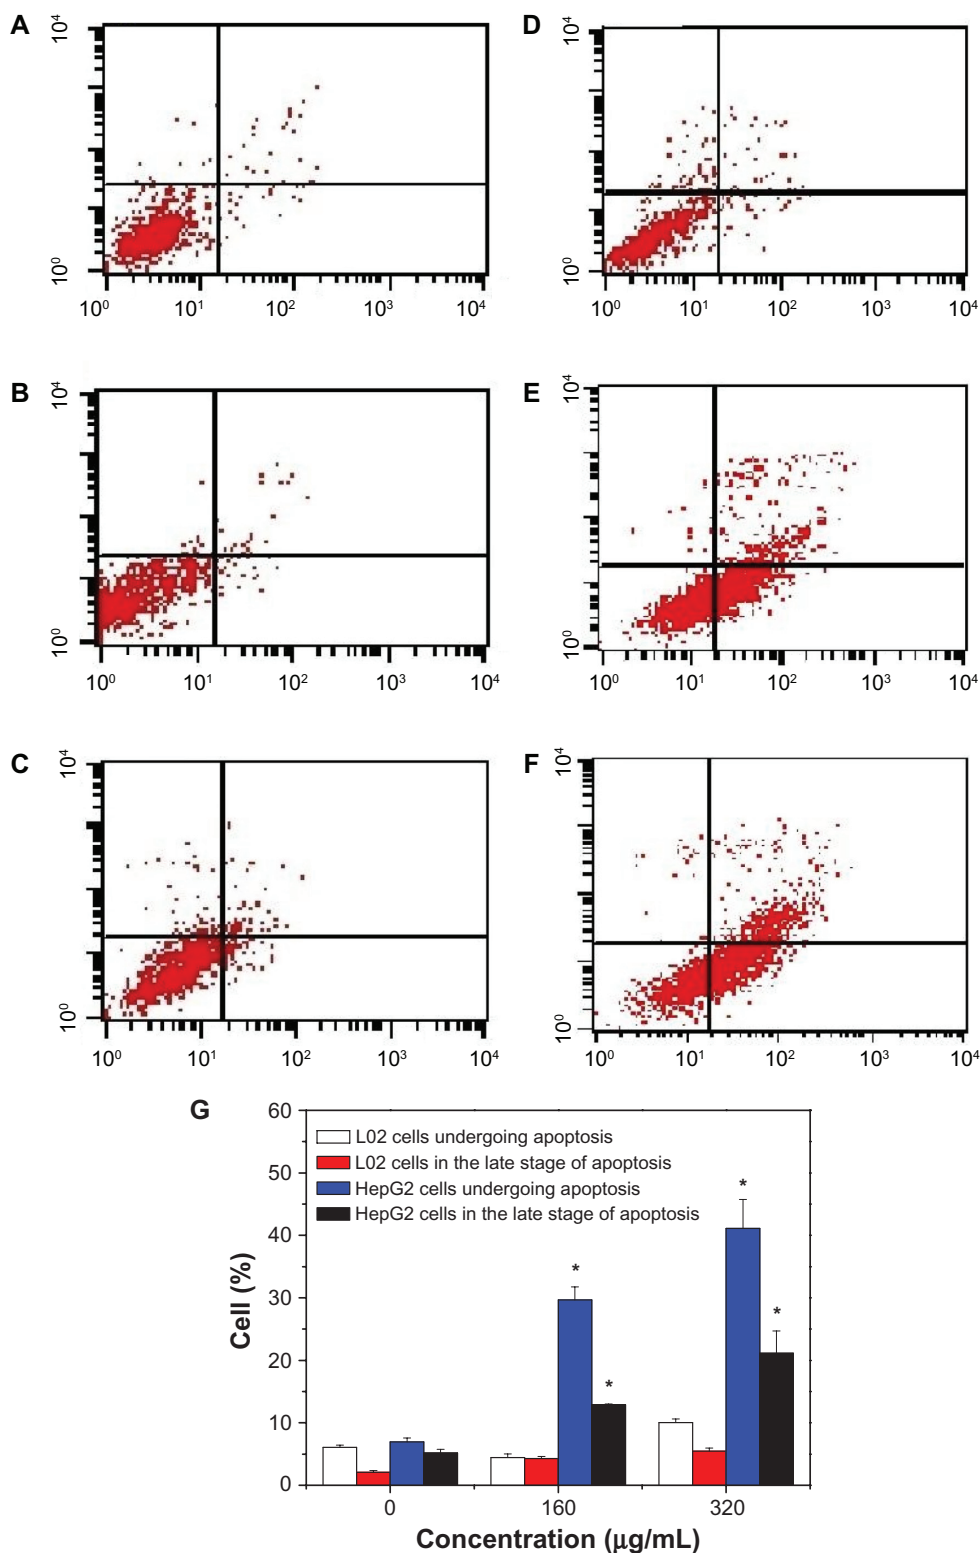 A
10⁴
10⁰
10⁰ 10¹ 10² 10³ 10⁴
D
10⁴
10⁰
10⁰ 10¹ 10² 10³ 10⁴
B
10⁴
10⁰
10⁰ 10¹ 10² 10³ 10⁴
E
10⁴
10⁰
10⁰ 10¹ 10² 10³ 10⁴
C
10⁴
10⁰
10⁰ 10¹ 10² 10³ 10⁴
F
10⁴
10⁰
10⁰ 10¹ 10² 10³ 10⁴
G
60
50
40
30
20
10
0
Cell (%)
L02 cells undergoing apoptosis
L02 cells in the late stage of apoptosis
HepG2 cells undergoing apoptosis
HepG2 cells in the late stage of apoptosis
* * * *
0 160 320
Concentration (µg/mL)